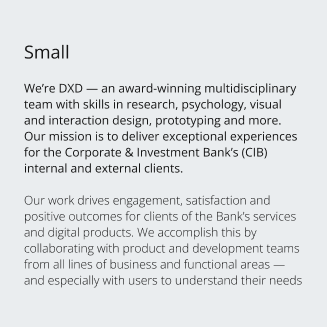 Small
We're DXD — an award-winning multidisciplinary
team with skills in research, psychology, visual
and interaction design, prototyping and more.
Our mission is to deliver exceptional experiences
for the Corporate & Investment Bank's (CIB)
internal and external clients.
Our work drives engagement, satisfaction and
positive outcomes for clients of the Bank's services
and digital products. We accomplish this by
collaborating with product and development teams
from all lines of business and functional areas —
and especially with users to understand their needs